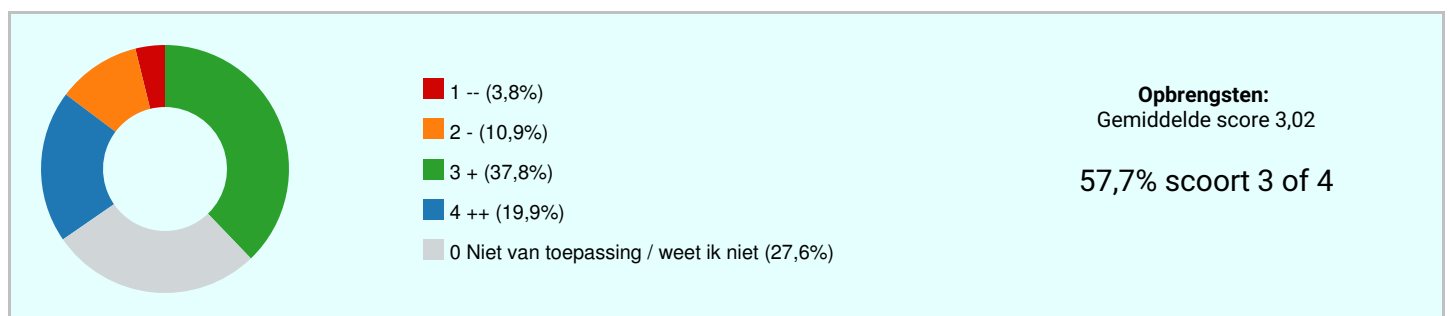 1 -- (3,8%)
2 - (10,9%)
3 + (37,8%)
4 ++ (19,9%)
0 Niet van toepassing / weet ik niet (27,6%)
Opbrengsten:
Gemiddelde score 3,02
57,7% scoort 3 of 4